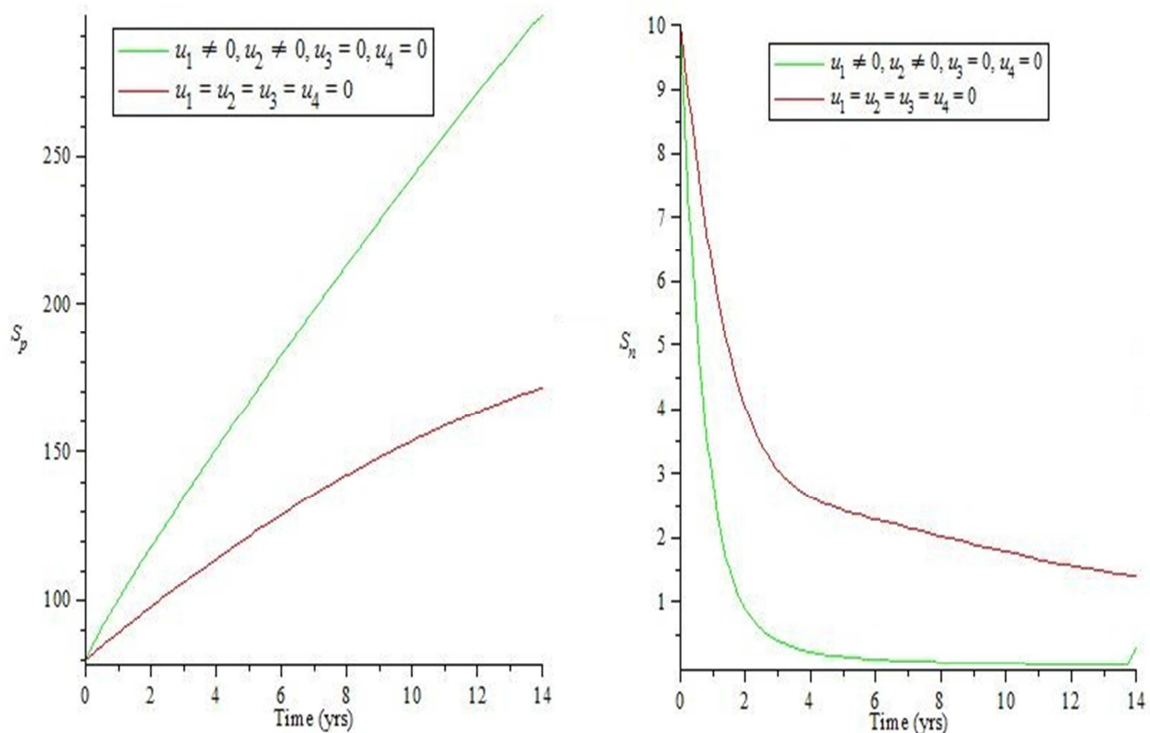 u₁ ≠ 0, u₂ ≠ 0, u₃ = 0, u₄ = 0
u₁ = u₂ = u₃ = u₄ = 0
250
200
150
100
Sₚ
0 2 4 6 8 10 12 14
Time (yrs)
u₁ ≠ 0, u₂ ≠ 0, u₃ = 0, u₄ = 0
u₁ = u₂ = u₃ = u₄ = 0
10
9
8
7
6
5
4
3
2
1
Sₙ
0 2 4 6 8 10 12 14
Time (yrs)